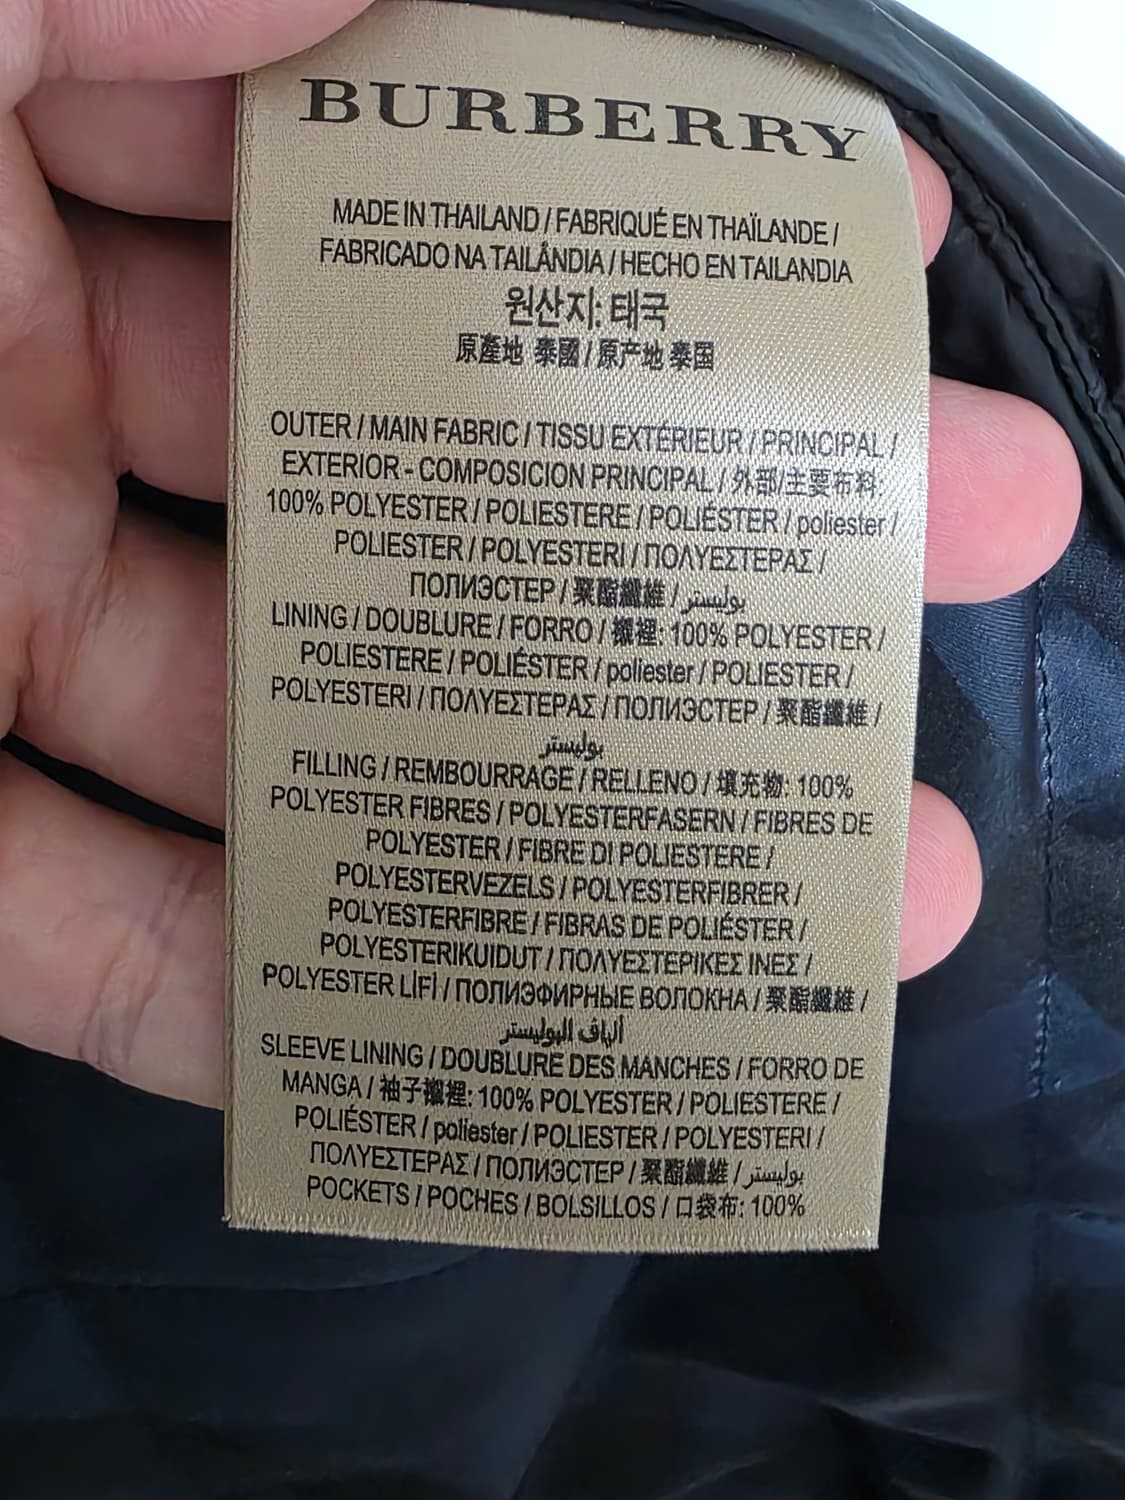 BURBERRY
MADE IN THAILAND / FABRIQUÉ EN THAÏLANDE /
FABRICADO NA TAILÂNDIA / HECHO EN TAILANDIA
원산지: 태국
原產地 泰國 / 原产地 泰国
OUTER / MAIN FABRIC / TISSU EXTÉRIEUR / PRINCIPAL /
EXTERIOR - COMPOSICION PRINCIPAL / 外部/主要布料:
100% POLYESTER / POLIESTERE / POLIÉSTER / poliester /
POLIESTER / POLYESTERI / ΠΟΛΥΕΣΤΕΡΑΣ /
ПОЛИЭСТЕР / 聚酯纖維 / بوليستر
LINING / DOUBLURE / FORRO / 襯裡: 100% POLYESTER /
POLIESTERE / POLIÉSTER / poliester / POLIESTER /
POLYESTERI / ΠΟΛΥΕΣΤΕΡΑΣ / ПОЛИЭСТЕР / 聚酯纖維 /
بوليستر
FILLING / REMBOURRAGE / RELLENO / 填充物: 100%
POLYESTER FIBRES / POLYESTERFASERN / FIBRES DE
POLYESTER / FIBRE DI POLIESTERE /
POLYESTERVEZELS / POLYESTERFIBRER /
POLYESTERFIBRE / FIBRAS DE POLIÉSTER /
POLYESTERIKUIDUT / ΠΟΛΥΕΣΤΕΡΙΚΕΣ ΙΝΕΣ /
POLYESTER LİFİ / ПОЛИЭФИРНЫЕ ВОЛОКНА / 聚酯纖維 /
ألياف البوليستر
SLEEVE LINING / DOUBLURE DES MANCHES / FORRO DE
MANGA / 袖子襯裡: 100% POLYESTER / POLIESTERE /
POLIÉSTER / poliester / POLIESTER / POLYESTERI /
ΠΟΛΥΕΣΤΕΡΑΣ / ПОЛИЭСТЕР / 聚酯纖維 / بوليستر
POCKETS / POCHES / BOLSILLOS / 口袋布: 100%